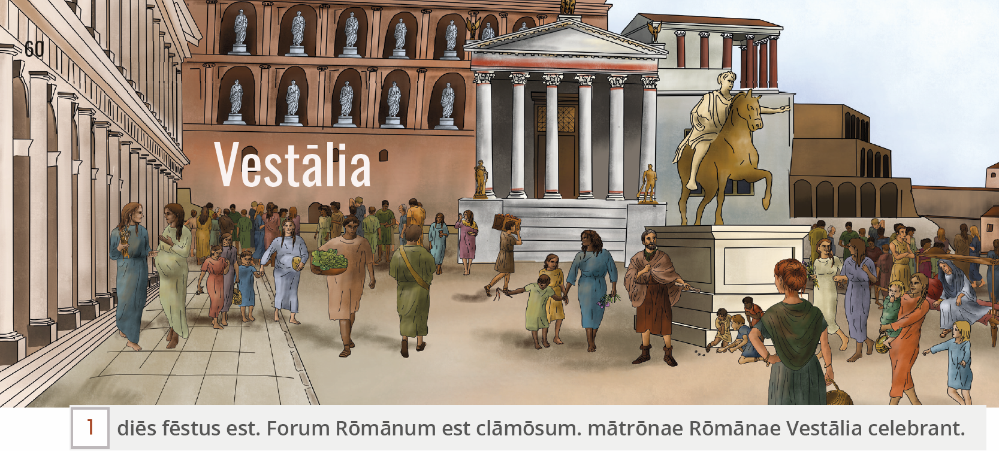 60
Vestālia
1
diēs fēstus est. Forum Rōmānum est clāmōsum. mātrōnae Rōmānae Vestālia celebrant.